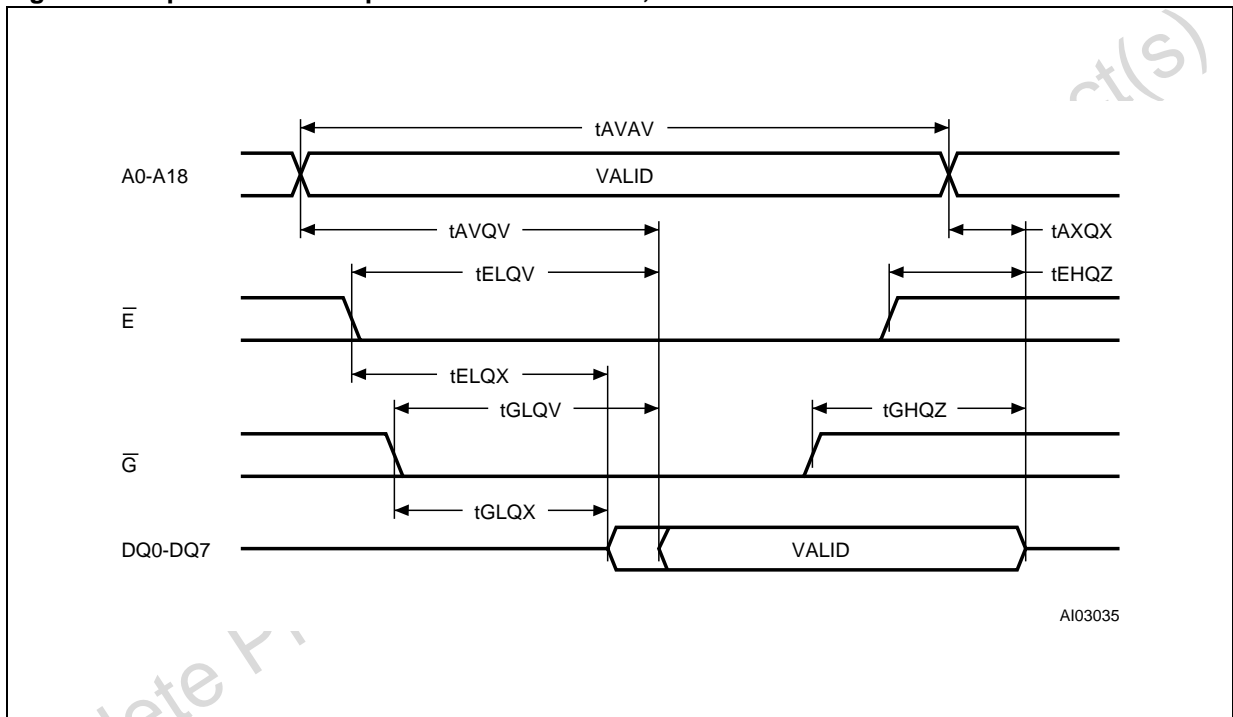 tAVAV
A0-A18 VALID
tAVQV tAXQX
tELQV tEHQZ
E̅
tELQX
tGLQV tGHQZ
G̅
tGLQX
DQ0-DQ7 VALID
AI03035